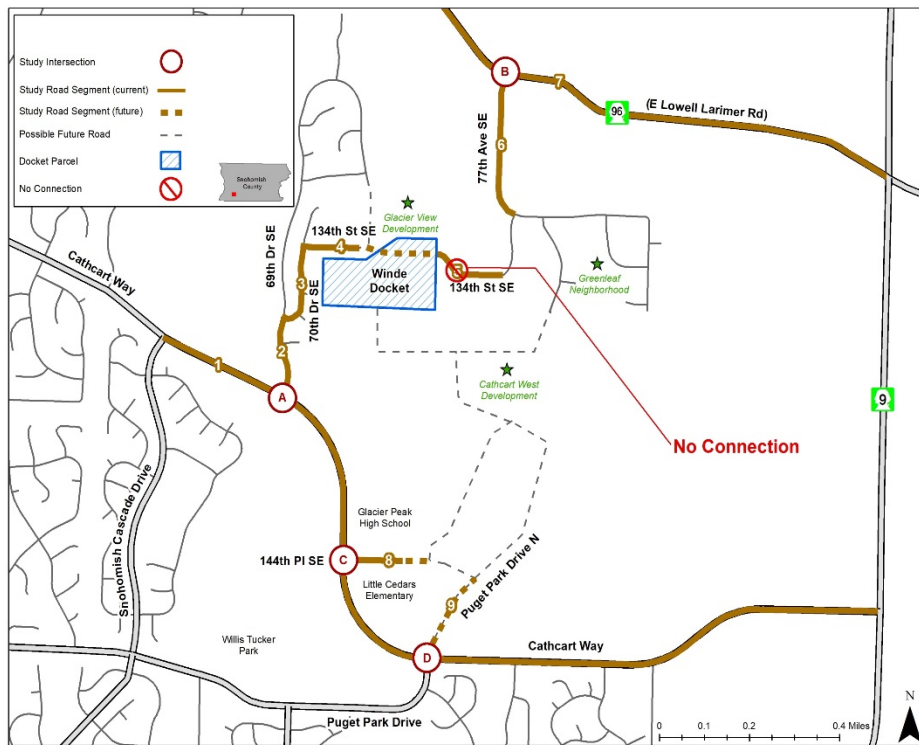 Study Intersection
Study Road Segment (current)
Study Road Segment (future)
Possible Future Road
Docket Parcel
No Connection
Snohomish
County
B
7
(E Lowell Larimer Rd)
96
77th Ave SE
6
Glacier View
Development
134th St SE
4
69th Dr SE
Winde
Docket
5
134th St SE
Greenleaf
Neighborhood
Cathcart Way
3
70th Dr SE
2
1
A
Cathcart West
Development
9
No Connection
Snohomish Cascade Drive
Glacier Peak
High School
144th Pl SE
C
8
Little Cedars
Elementary
9
Puget Park Drive N
Willis Tucker
Park
D
Cathcart Way
Puget Park Drive
N
0 0.1 0.2 0.4 Miles